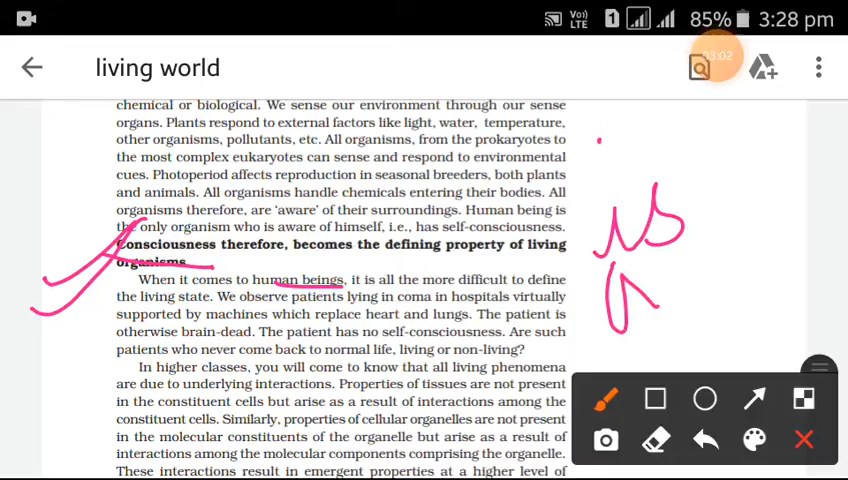 Vo)
LTE
1
85%
3:28 pm
living world
03:02
chemical or biological. We sense our environment through our sense
organs. Plants respond to external factors like light, water, temperature,
other organisms, pollutants, etc. All organisms, from the prokaryotes to
the most complex eukaryotes can sense and respond to environmental
cues. Photoperiod affects reproduction in seasonal breeders, both plants
and animals. All organisms handle chemicals entering their bodies. All
organisms therefore, are 'aware' of their surroundings. Human being is
the only organism who is aware of himself, i.e., has self-consciousness.
Consciousness therefore, becomes the defining property of living
organisms.
When it comes to human beings, it is all the more difficult to define
the living state. We observe patients lying in coma in hospitals virtually
supported by machines which replace heart and lungs. The patient is
otherwise brain-dead. The patient has no self-consciousness. Are such
patients who never come back to normal life, living or non-living?
In higher classes, you will come to know that all living phenomena
are due to underlying interactions. Properties of tissues are not present
in the constituent cells but arise as a result of interactions among the
constituent cells. Similarly, properties of cellular organelles are not present
in the molecular constituents of the organelle but arise as a result of
interactions among the molecular components comprising the organelle.
These interactions result in emergent properties at a higher level of